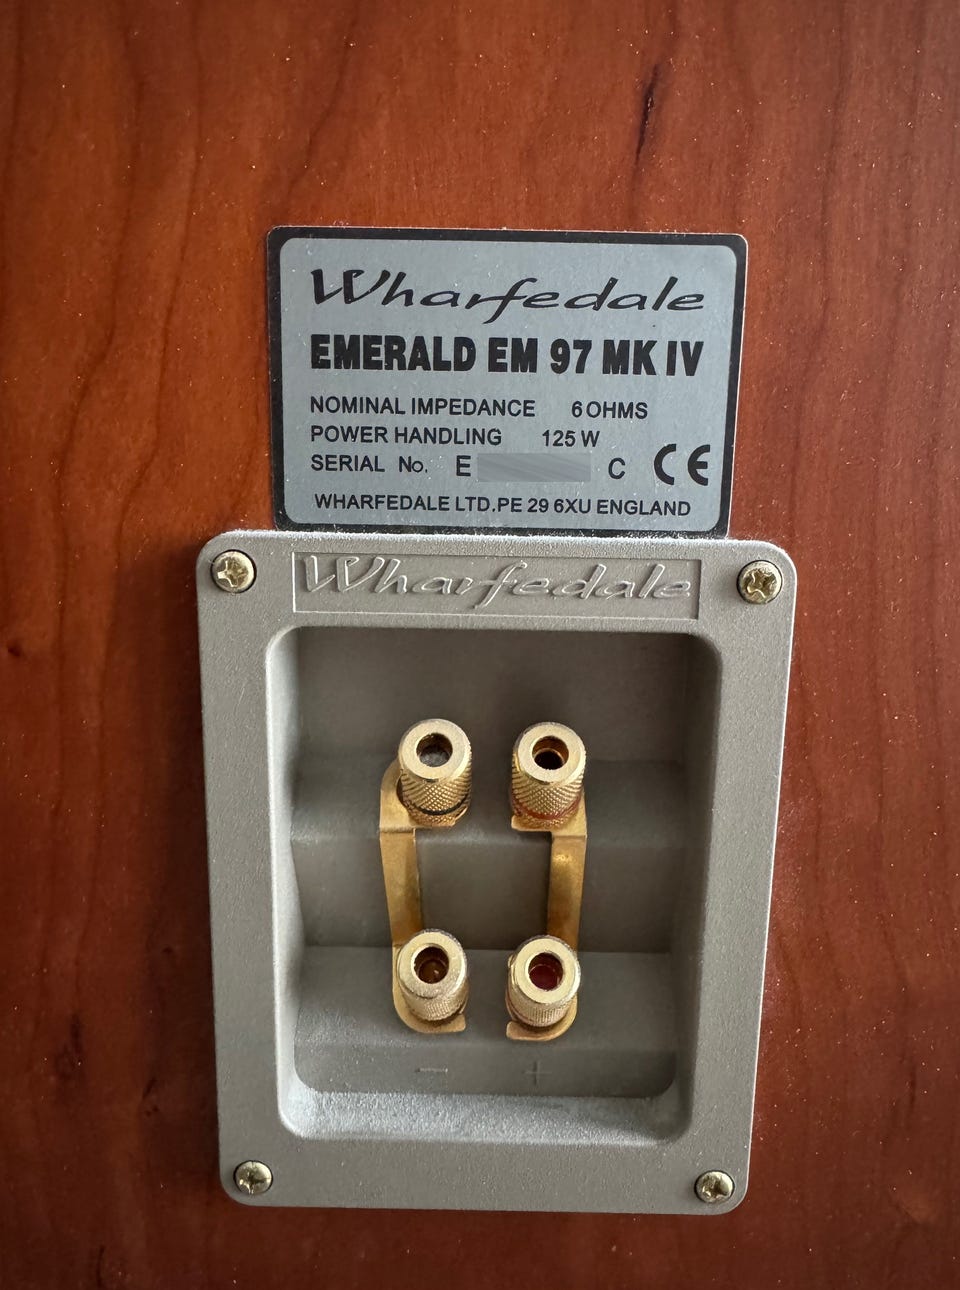 Wharfedale
EMERALD EM 97 MK IV
NOMINAL IMPEDANCE 6 OHMS
POWER HANDLING 125 W
SERIAL No. E C CE
WHARFEDALE LTD.PE 29 6XU ENGLAND
Wharfedale
− +